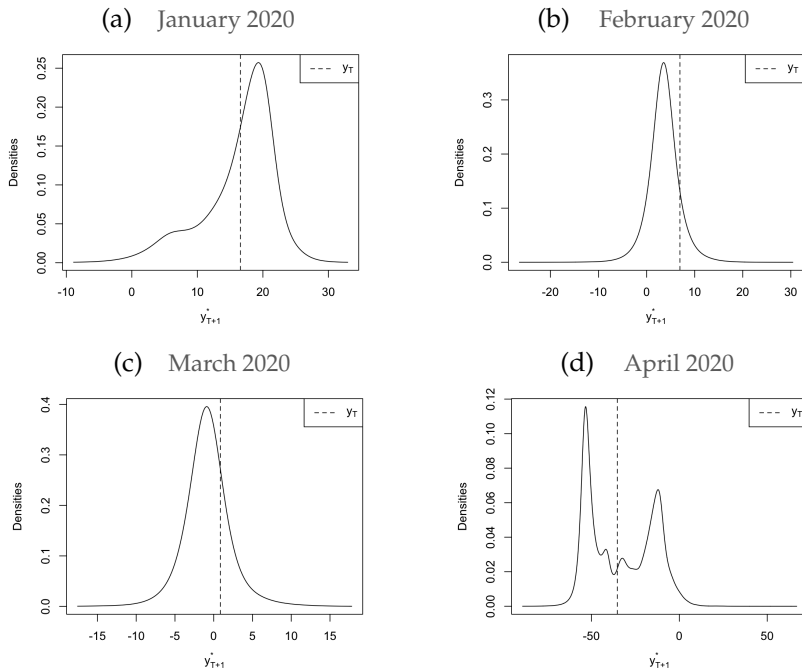 (a) January 2020
y_T
Densities
0.00 0.05 0.10 0.15 0.20 0.25
-10 0 10 20 30
y*_{T+1}
(b) February 2020
y_T
Densities
0.0 0.1 0.2 0.3
-20 -10 0 10 20 30
y*_{T+1}
(c) March 2020
y_T
Densities
0.0 0.1 0.2 0.3 0.4
-15 -10 -5 0 5 10 15
y*_{T+1}
(d) April 2020
y_T
Densities
0.00 0.02 0.04 0.06 0.08 0.10 0.12
-50 0 50
y*_{T+1}